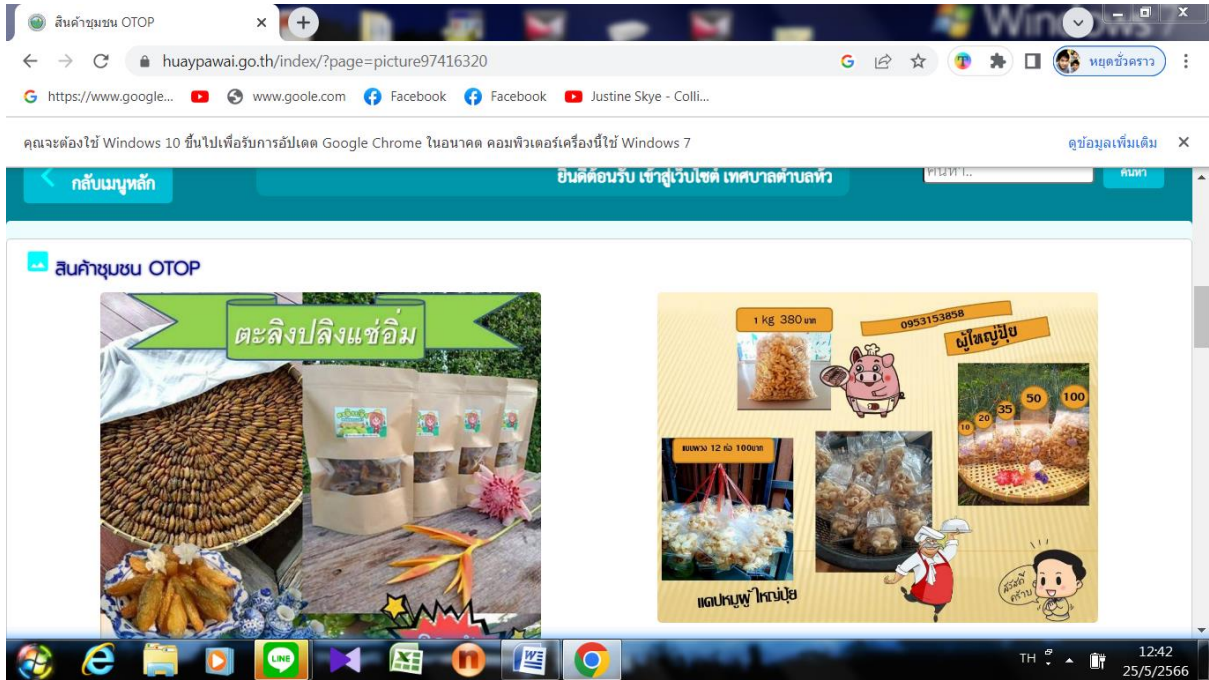 สินค้าชุมชน OTOP
Windows 7
huaypawai.go.th/index/?page=picture97416320
หยุดชั่วคราว
https://www.google...
www.goole.com
Facebook
Facebook
Justine Skye - Colli...
คุณจะต้องใช้ Windows 10 ขึ้นไปเพื่อรับการอัปเดต Google Chrome ในอนาคต คอมพิวเตอร์เครื่องนี้ใช้ Windows 7
ดูข้อมูลเพิ่มเติม
กลับเมนูหลัก
ยินดีต้อนรับ เข้าสู่เว็บไซต์ เทศบาลตำบลหัว
ค้นหา..
ค้นหา
สินค้าชุมชน OTOP
ตะลิงปลิงแช่อิ่ม
1 kg 380 บาท
0953153858
ผู้ใหญ่ปุ้ย
10
20
35
50
100
แบบพวง 12 ห่อ 100บาท
แคปหมูผู้ใหญ่ปุ้ย
LINE
TH
12:42
25/5/2566